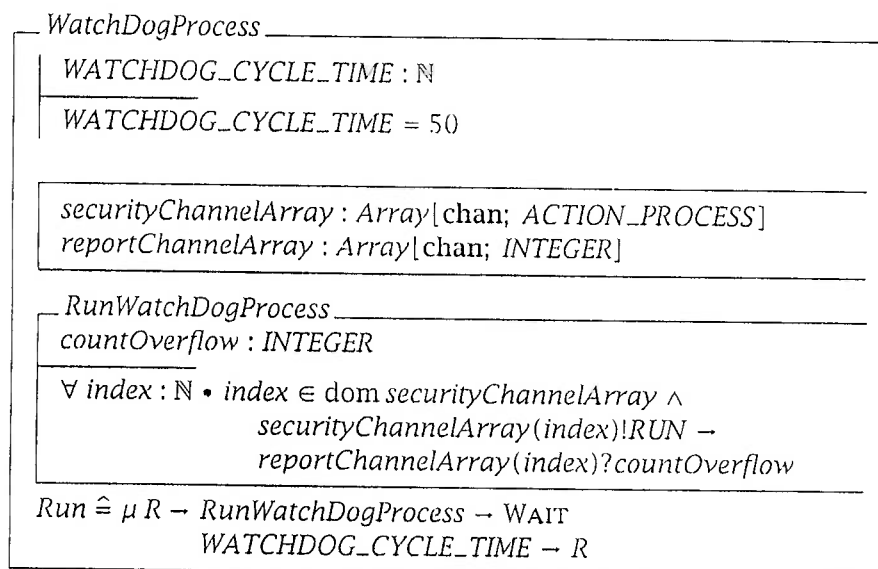 WatchDogProcess
WATCHDOG_CYCLE_TIME : ℕ
WATCHDOG_CYCLE_TIME = 50
securityChannelArray : Array[chan; ACTION_PROCESS]
reportChannelArray : Array[chan; INTEGER]
RunWatchDogProcess
countOverflow : INTEGER
∀ index : ℕ • index ∈ dom securityChannelArray ∧
securityChannelArray(index)!RUN →
reportChannelArray(index)?countOverflow
Run ≙ μ R → RunWatchDogProcess → WAIT
WATCHDOG_CYCLE_TIME → R